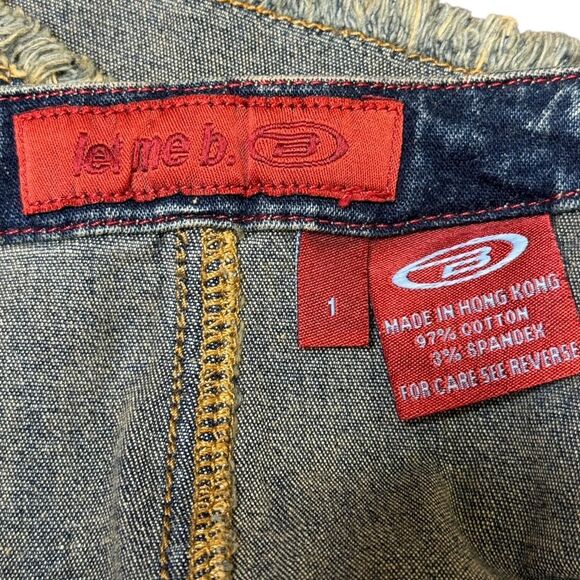 let me b. B
1
B
MADE IN HONG KONG
97% COTTON
3% SPANDEX
FOR CARE SEE REVERSE